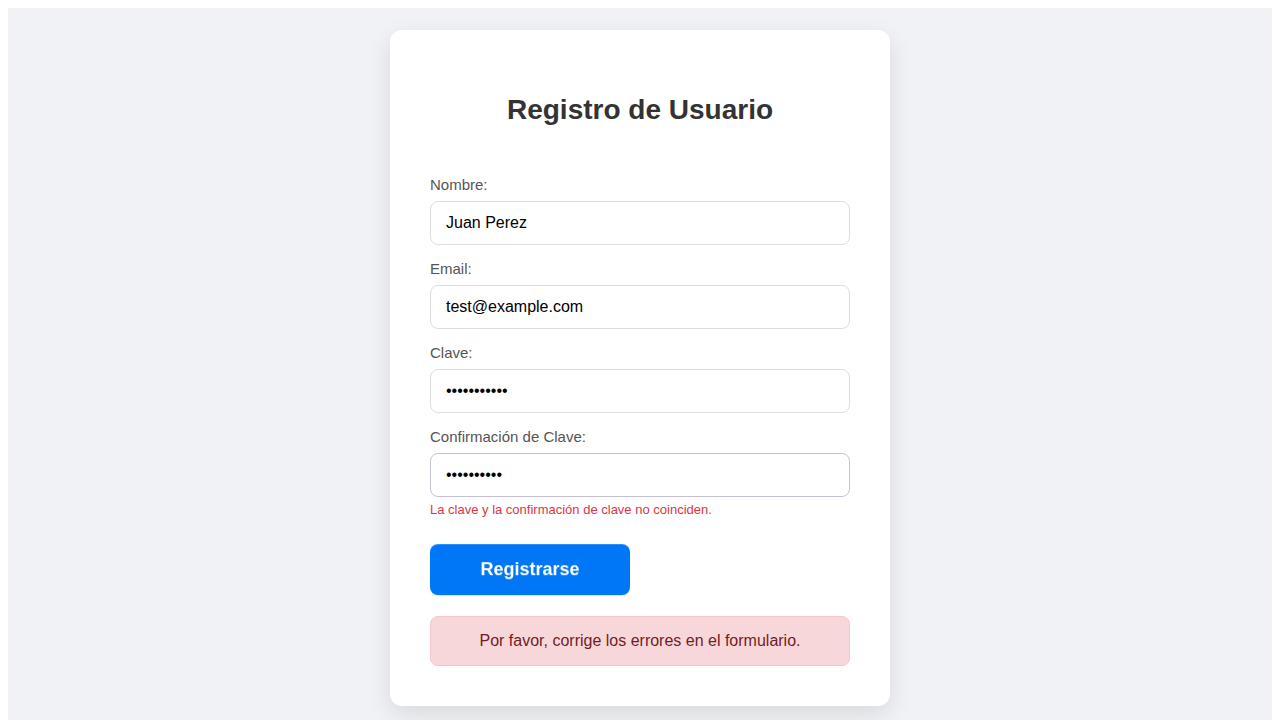 Registro de Usuario
Nombre:
Juan Perez
Email:
test@example.com
Clave:
•••••••••••
Confirmación de Clave:
••••••••••
La clave y la confirmación de clave no coinciden.
Registrarse
Por favor, corrige los errores en el formulario.